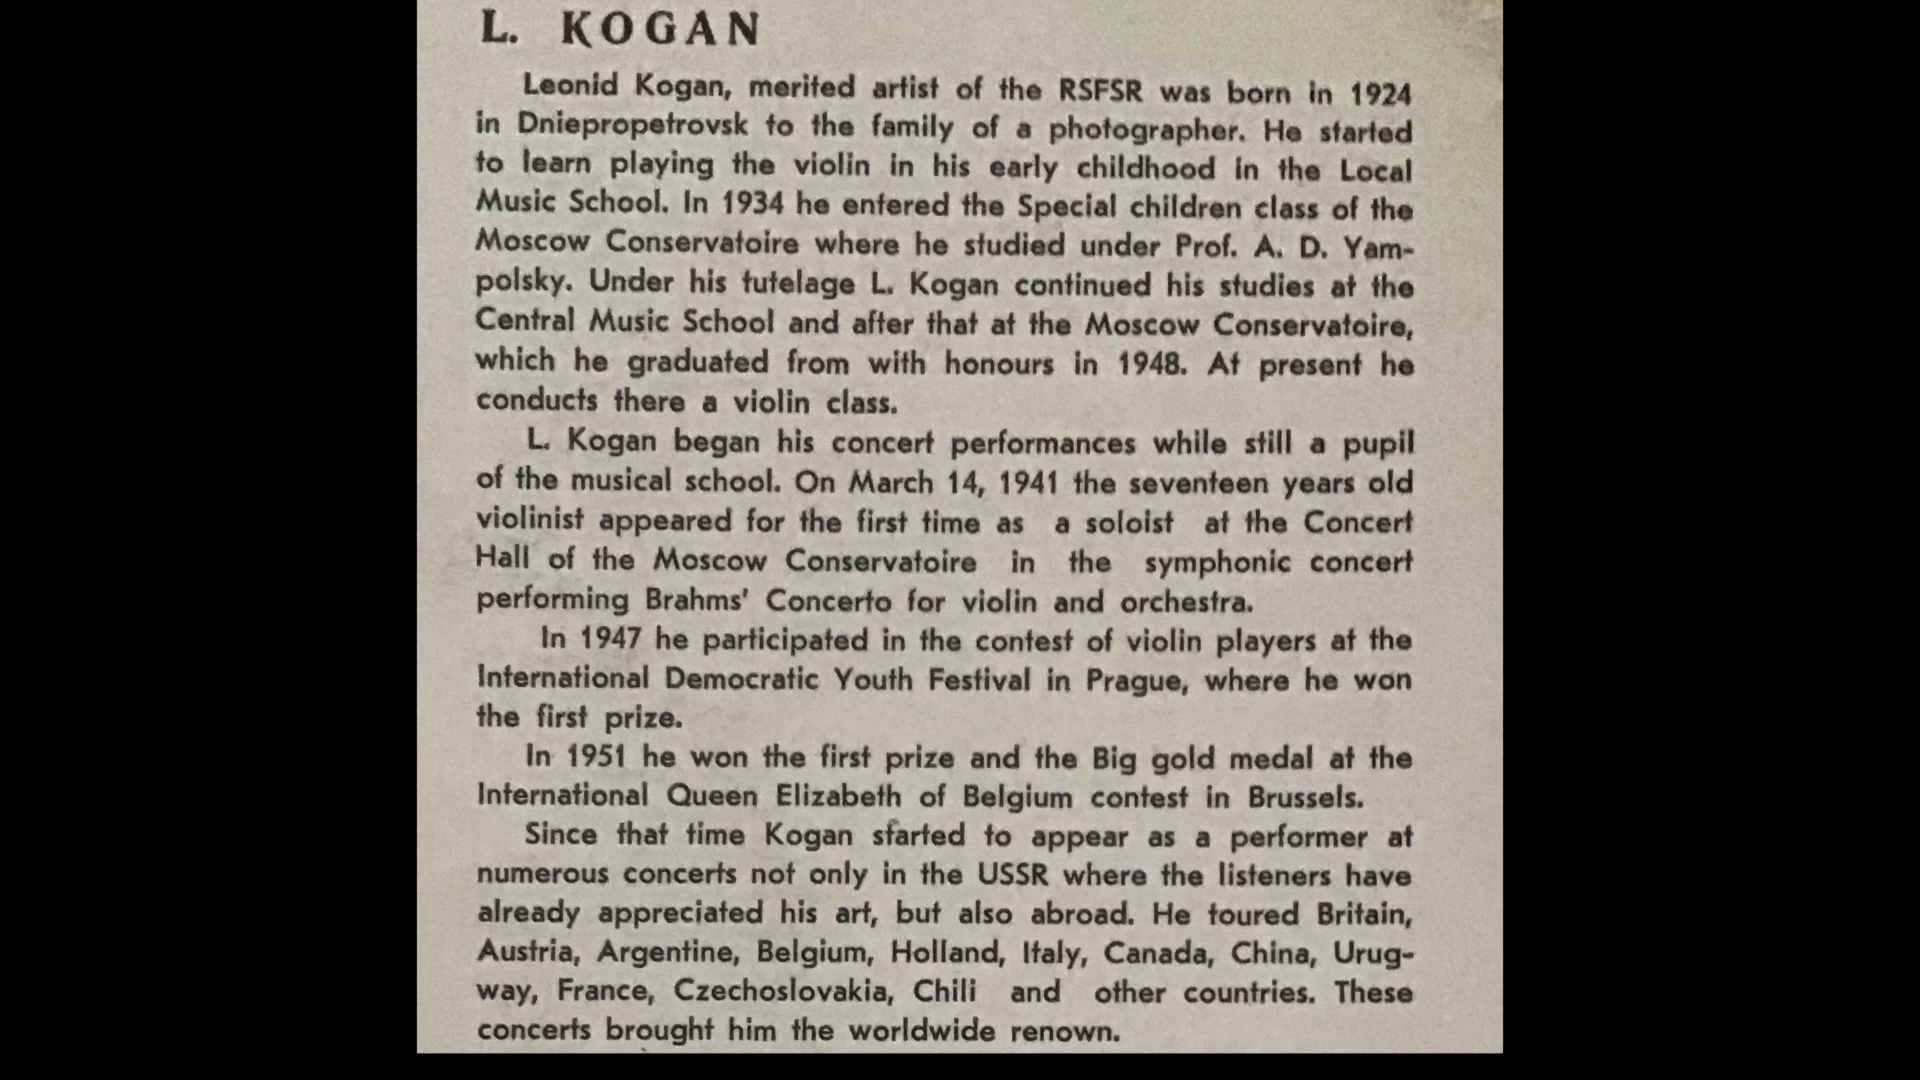 L. KOGAN
Leonid Kogan, merited artist of the RSFSR was born in 1924
in Dniepropetrovsk to the family of a photographer. He started
to learn playing the violin in his early childhood in the Local
Music School. In 1934 he entered the Special children class of the
Moscow Conservatoire where he studied under Prof. A. D. Yam-
polsky. Under his tutelage L. Kogan continued his studies at the
Central Music School and after that at the Moscow Conservatoire,
which he graduated from with honours in 1948. At present he
conducts there a violin class.
L. Kogan began his concert performances while still a pupil
of the musical school. On March 14, 1941 the seventeen years old
violinist appeared for the first time as a soloist at the Concert
Hall of the Moscow Conservatoire in the symphonic concert
performing Brahms' Concerto for violin and orchestra.
In 1947 he participated in the contest of violin players at the
International Democratic Youth Festival in Prague, where he won
the first prize.
In 1951 he won the first prize and the Big gold medal at the
International Queen Elizabeth of Belgium contest in Brussels.
Since that time Kogan started to appear as a performer at
numerous concerts not only in the USSR where the listeners have
already appreciated his art, but also abroad. He toured Britain,
Austria, Argentine, Belgium, Holland, Italy, Canada, China, Urug-
way, France, Czechoslovakia, Chili and other countries. These
concerts brought him the worldwide renown.